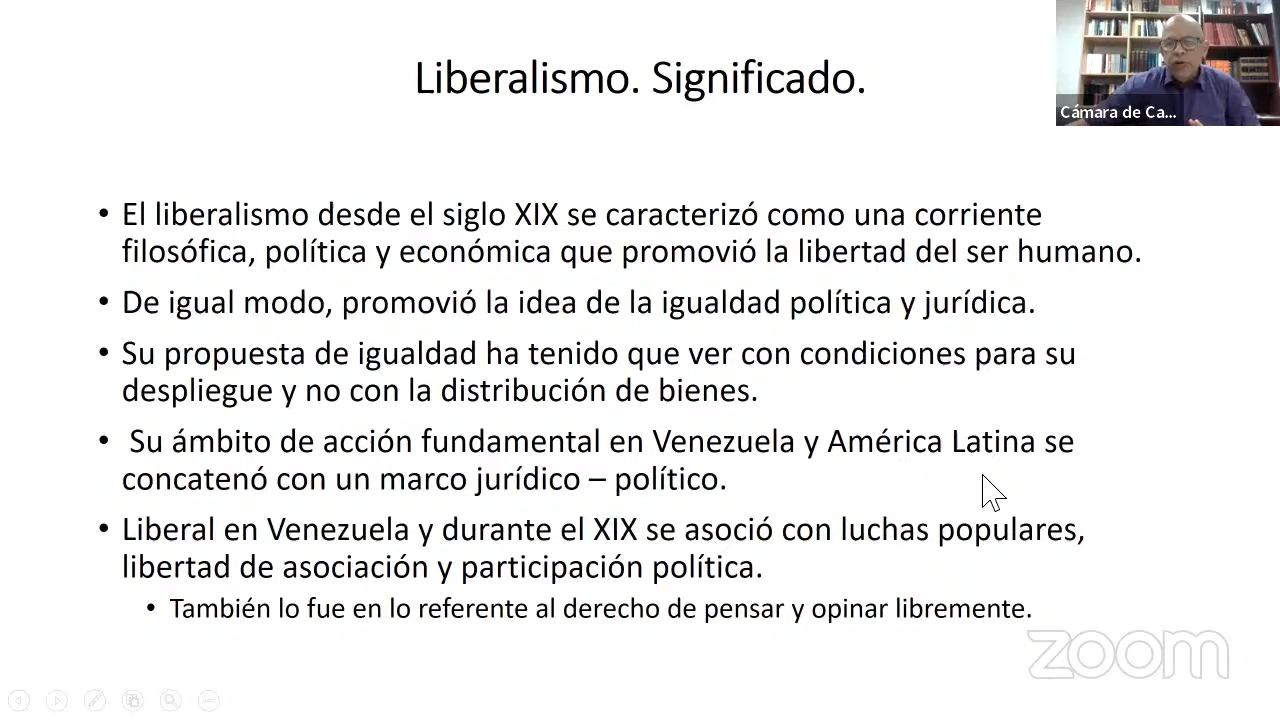 Liberalismo. Significado.
Cámara de Ca...
• El liberalismo desde el siglo XIX se caracterizó como una corriente
filosófica, política y económica que promovió la libertad del ser humano.
• De igual modo, promovió la idea de la igualdad política y jurídica.
• Su propuesta de igualdad ha tenido que ver con condiciones para su
despliegue y no con la distribución de bienes.
• Su ámbito de acción fundamental en Venezuela y América Latina se
concatenó con un marco jurídico – político.
• Liberal en Venezuela y durante el XIX se asoció con luchas populares,
libertad de asociación y participación política.
• También lo fue en lo referente al derecho de pensar y opinar libremente.
zoom